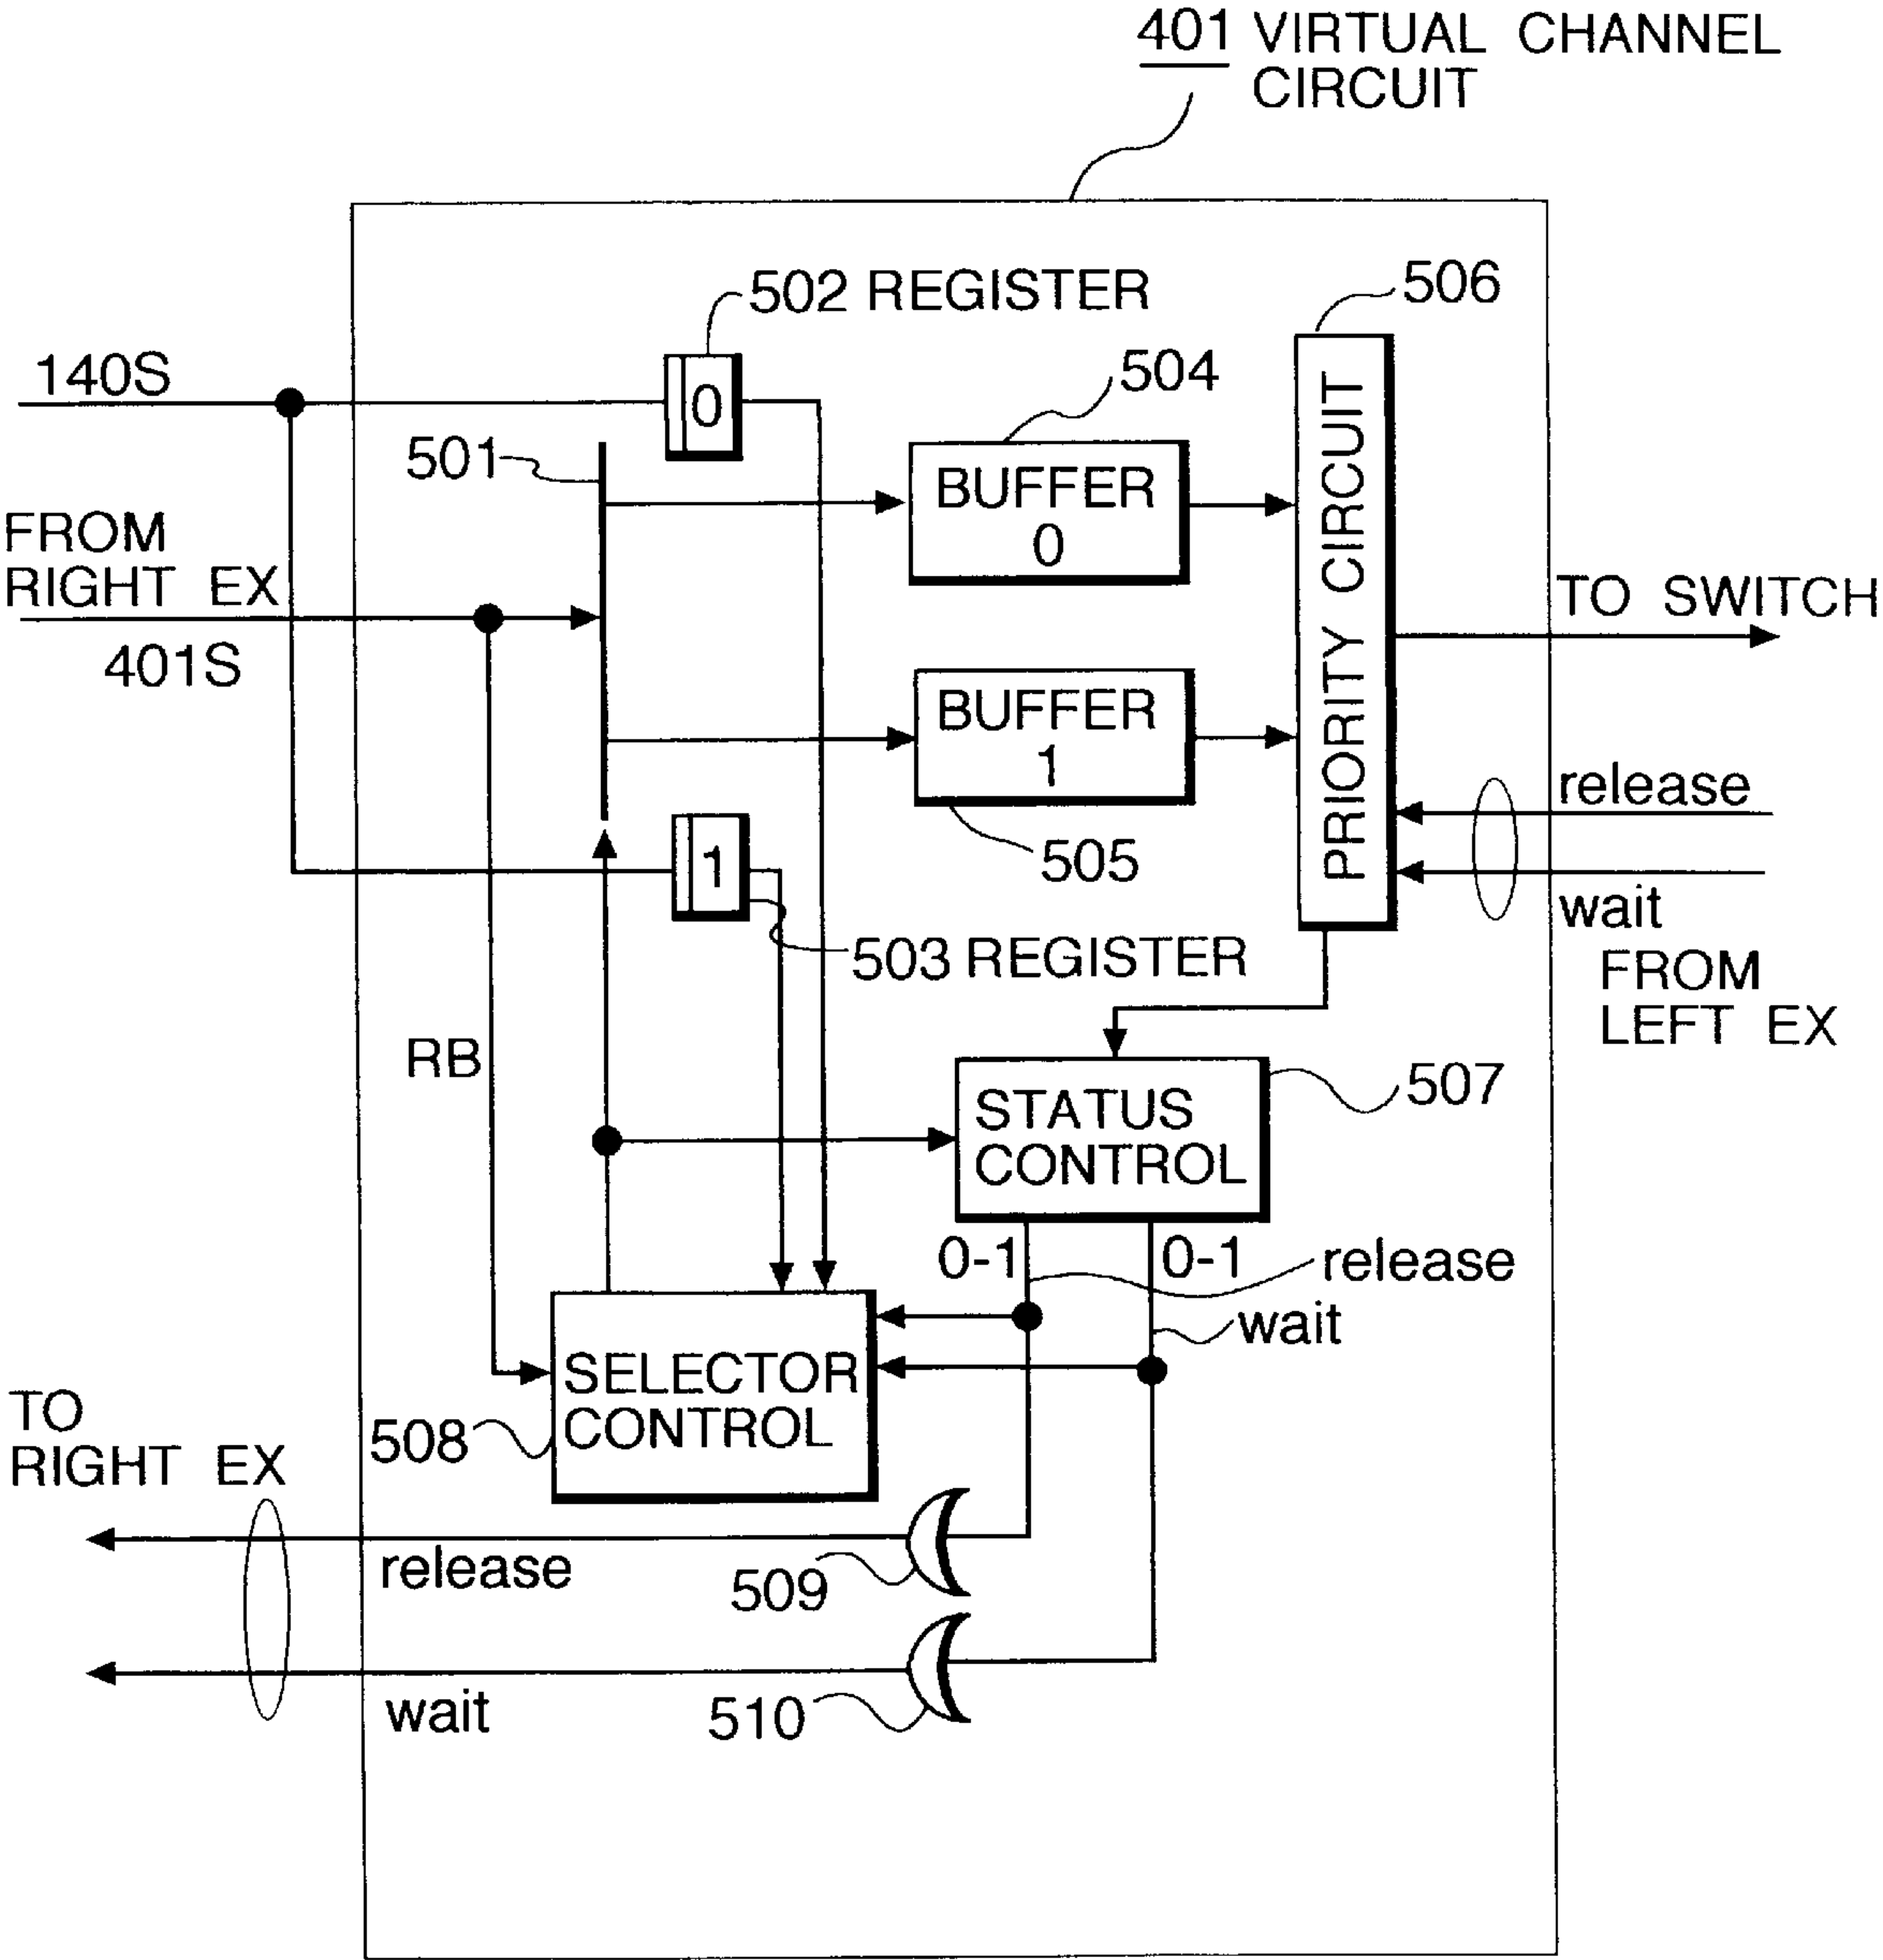 401 VIRTUAL CHANNEL
CIRCUIT
502 REGISTER
506
140S
0
504
501
BUFFER
0
PRIORITY CIRCUIT
FROM
RIGHT EX
401S
TO SWITCH
BUFFER
1
release
505
1
wait
503 REGISTER
FROM
LEFT EX
RB
507
STATUS
CONTROL
0-1
0-1
release
wait
SELECTOR
CONTROL
508
TO
RIGHT EX
release
509
wait
510